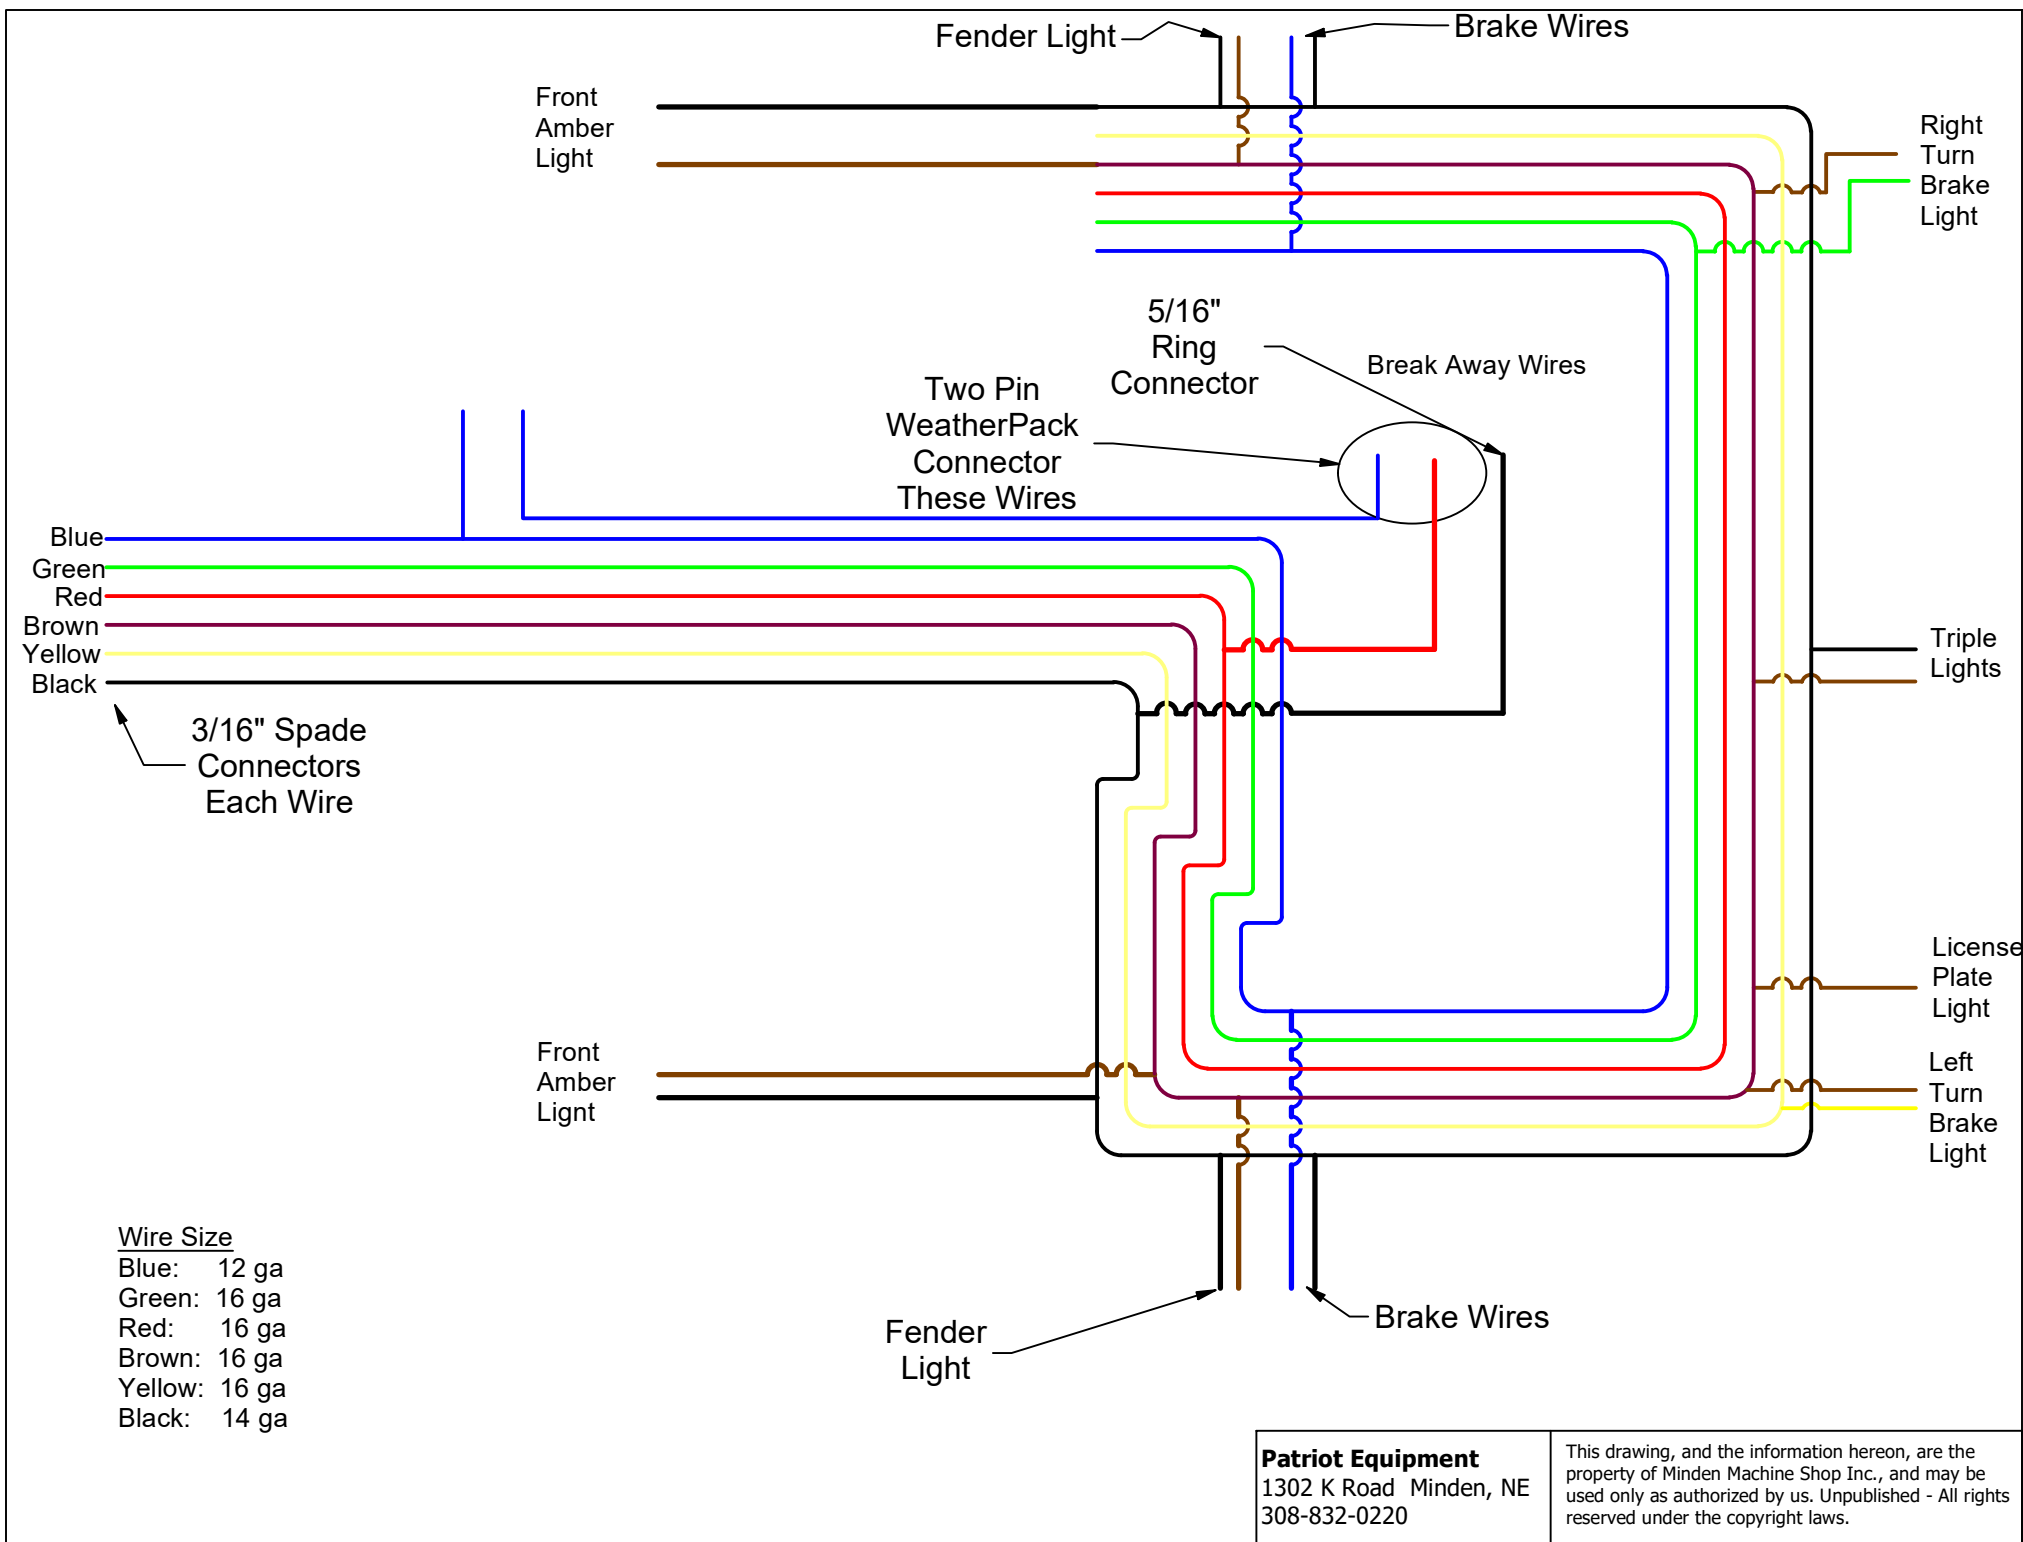 Fender Light
Brake Wires
Front
Amber
Light
Right
Turn
Brake
Light
5/16"
Ring
Connector
Break Away Wires
Two Pin
WeatherPack
Connector
These Wires
Blue
Green
Red
Brown
Yellow
Black
3/16" Spade
Connectors
Each Wire
Triple
Lights
License
Plate
Light
Front
Amber
Lignt
Left
Turn
Brake
Light
Wire Size
Blue: 12 ga
Green: 16 ga
Red: 16 ga
Brown: 16 ga
Yellow: 16 ga
Black: 14 ga
Fender
Light
Brake Wires
Patriot Equipment
1302 K Road Minden, NE
308-832-0220
This drawing, and the information hereon, are the
property of Minden Machine Shop Inc., and may be
used only as authorized by us. Unpublished - All rights
reserved under the copyright laws.